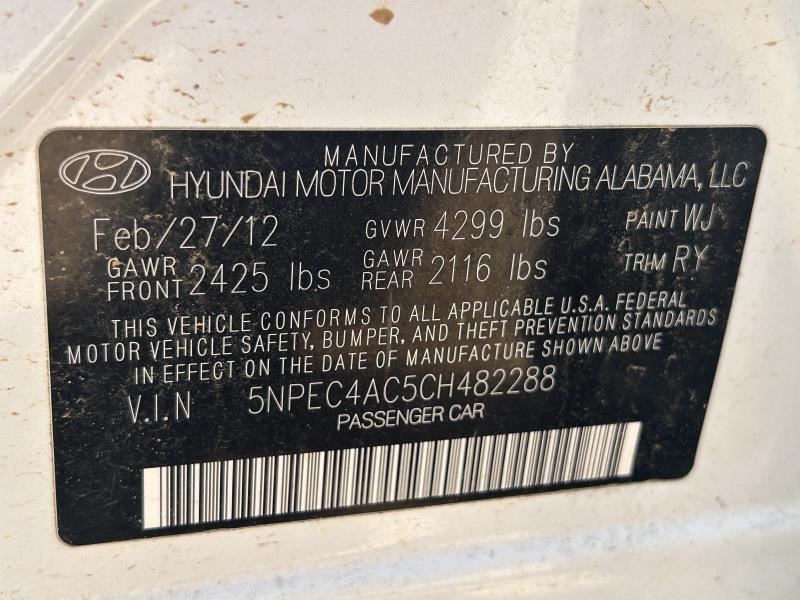 MANUFACTURED BY
HYUNDAI MOTOR MANUFACTURING ALABAMA, LLC
Feb/27/12 GVWR 4299 lbs PAINT WJ
GAWR FRONT 2425 lbs GAWR REAR 2116 lbs TRIM RY
THIS VEHICLE CONFORMS TO ALL APPLICABLE U.S.A. FEDERAL
MOTOR VEHICLE SAFETY, BUMPER, AND THEFT PREVENTION STANDARDS
IN EFFECT ON THE DATE OF MANUFACTURE SHOWN ABOVE
V.I.N 5NPEC4AC5CH482288
PASSENGER CAR